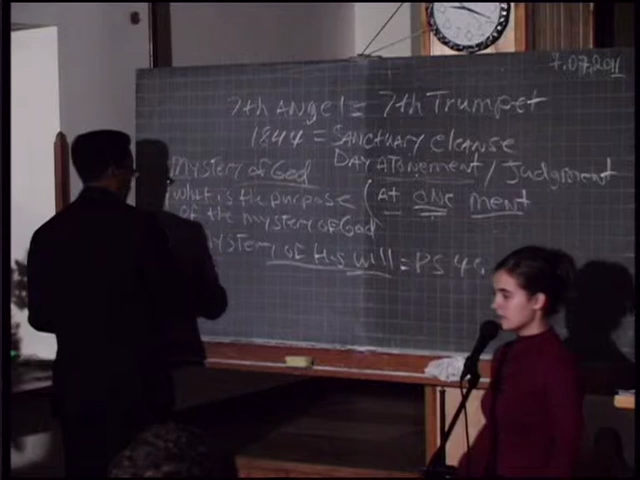 7.07.2011
7th Angel = 7th Trumpet
1844 = Sanctuary cleanse
Mystery of God Day Atonement / Judgment
what is the purpose (At one ment
of the mystery of God
mystery of His will = PS 40.